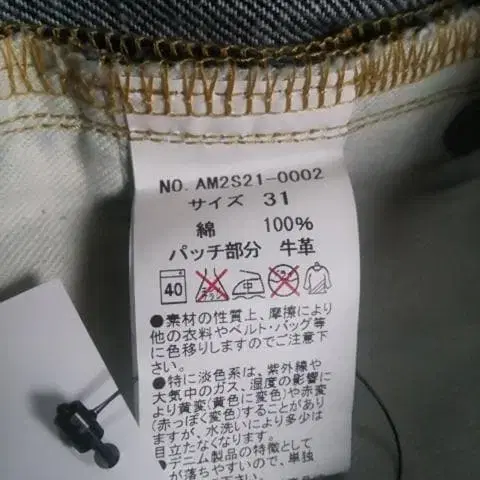 NO. AM2S21-0002
サイズ 31
綿 100%
パッチ部分 牛革
40 中
●素材の性質上、摩擦により
他の衣料やベルト・バッグ等
に色移りしますのでご注意下
さい。
●特に淡色系は、紫外線や
大気中のガス、湿度の影響に
より黄変(黄色に変色)や赤変
(赤っぽく変色)することがあり
ますが、水洗いにより多少は
目立たなくなります。
●デニム製品の特徴として
が落ちやすいので、単独